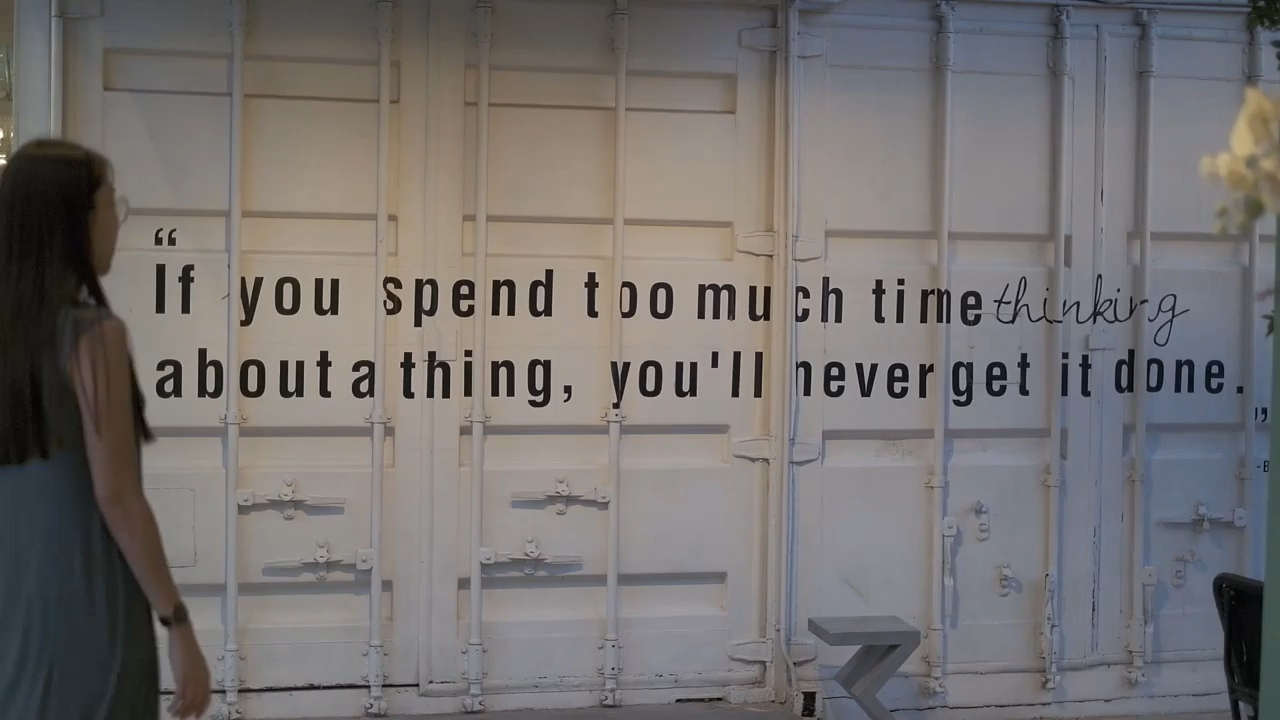 “
If you spend too much time thinking
about a thing, you'll never get it done.
”
-B